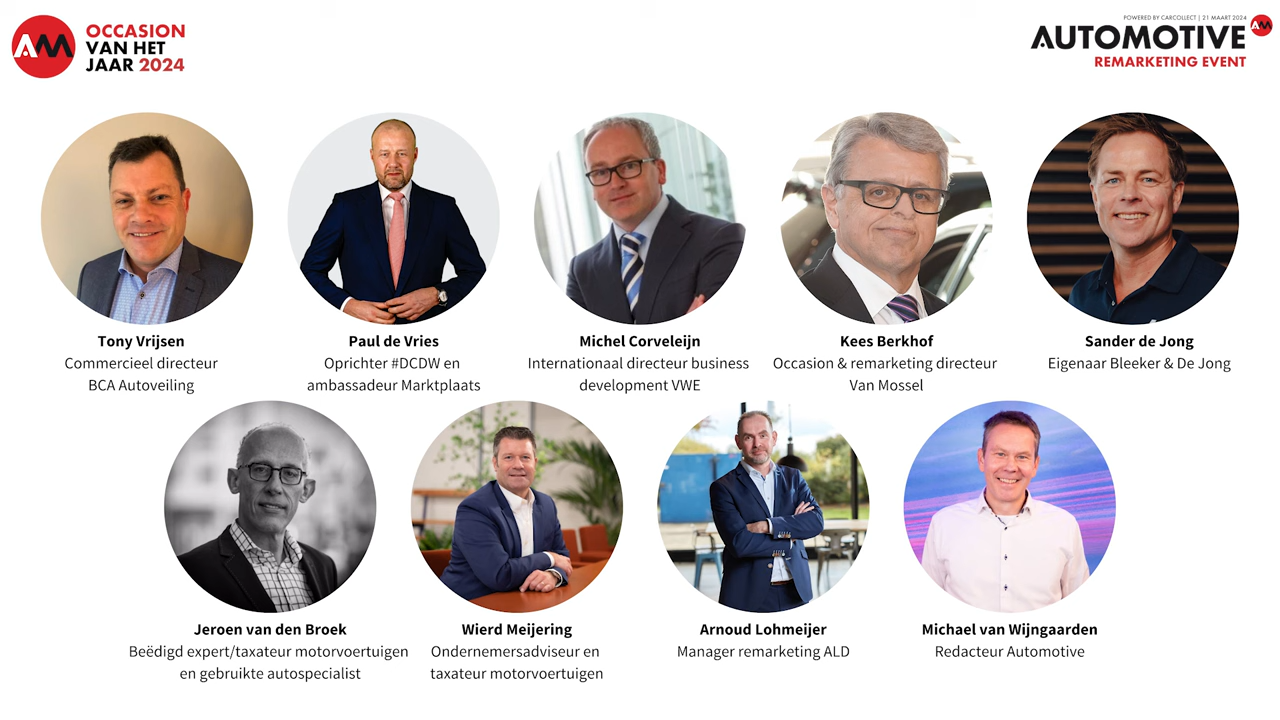 AM
OCCASION
VAN HET
JAAR 2024
POWERED BY CARCOLLECT | 21 MAART 2024
AUTOMOTIVE
AM
REMARKETING EVENT
Tony Vrijsen
Commercieel directeur
BCA Autoveiling
Paul de Vries
Oprichter #DCDW en
ambassadeur Marktplaats
Michel Corveleijn
Internationaal directeur business
development VWE
Kees Berkhof
Occasion & remarketing directeur
Van Mossel
Sander de Jong
Eigenaar Bleeker & De Jong
Jeroen van den Broek
Beëdigd expert/taxateur motorvoertuigen
en gebruikte autospecialist
Wierd Meijering
Ondernemersadviseur en
taxateur motorvoertuigen
Arnoud Lohmeijer
Manager remarketing ALD
Michael van Wijngaarden
Redacteur Automotive